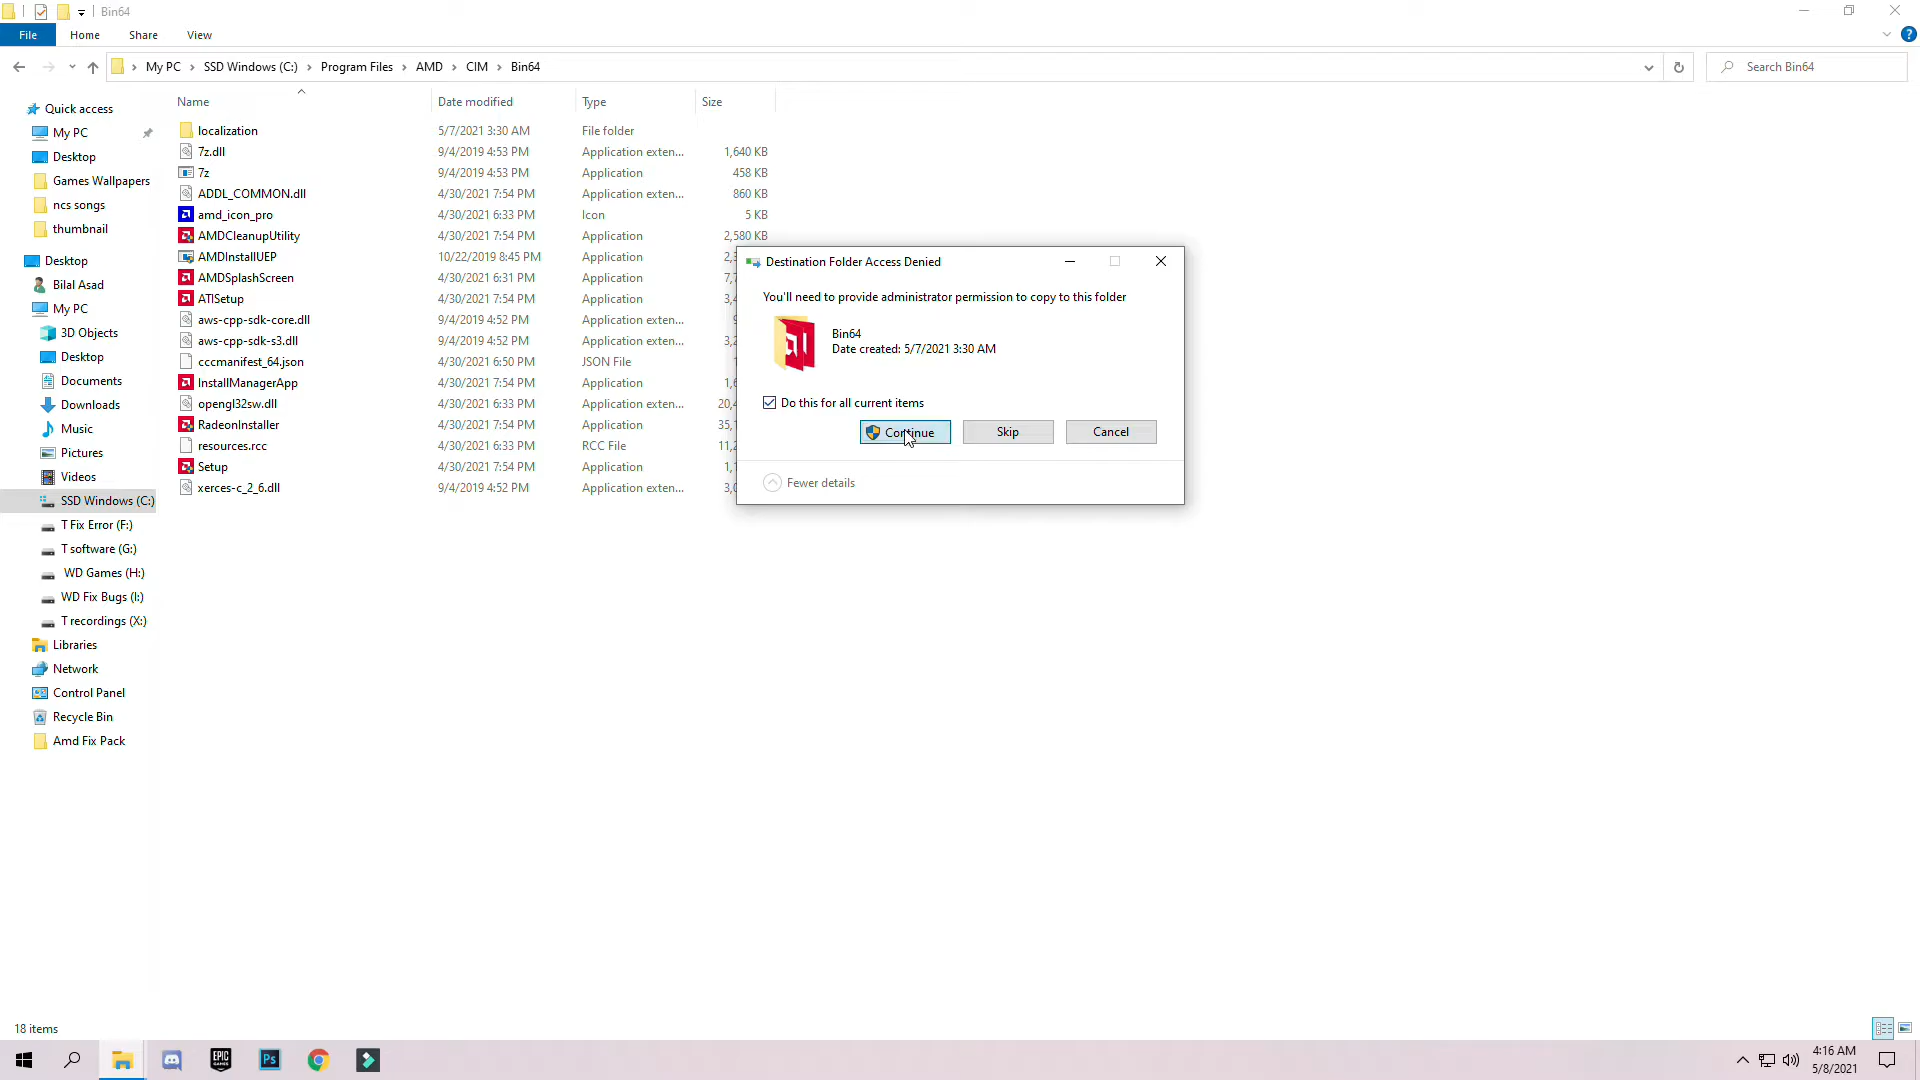 Bin64
File Home Share View
My PC SSD Windows (C:) Program Files AMD CIM Bin64
Search Bin64
Name Date modified Type Size
Quick access
My PC
Desktop
Games Wallpapers
ncs songs
thumbnail
Desktop
Bilal Asad
My PC
3D Objects
Desktop
Documents
Downloads
Music
Pictures
Videos
SSD Windows (C:)
T Fix Error (F:)
T software (G:)
WD Games (H:)
WD Fix Bugs (I:)
T recordings (X:)
Libraries
Network
Control Panel
Recycle Bin
Amd Fix Pack
localization 5/7/2021 3:30 AM File folder
7z.dll 9/4/2019 4:53 PM Application exten... 1,640 KB
7z 9/4/2019 4:53 PM Application 458 KB
ADDL_COMMON.dll 4/30/2021 7:54 PM Application exten... 860 KB
amd_icon_pro 4/30/2021 6:33 PM Icon 5 KB
AMDCleanupUtility 4/30/2021 7:54 PM Application 2,580 KB
AMDInstallUEP 10/22/2019 8:45 PM Application
AMDSplashScreen 4/30/2021 6:31 PM Application
ATISetup 4/30/2021 7:54 PM Application
aws-cpp-sdk-core.dll 9/4/2019 4:52 PM Application exten...
aws-cpp-sdk-s3.dll 9/4/2019 4:52 PM Application exten...
cccmanifest_64.json 4/30/2021 6:50 PM JSON File
InstallManagerApp 4/30/2021 7:54 PM Application
opengl32sw.dll 4/30/2021 6:33 PM Application exten...
RadeonInstaller 4/30/2021 7:54 PM Application
resources.rcc 4/30/2021 6:33 PM RCC File
Setup 4/30/2021 7:54 PM Application
xerces-c_2_6.dll 9/4/2019 4:52 PM Application exten...
Destination Folder Access Denied
You'll need to provide administrator permission to copy to this folder
Bin64
Date created: 5/7/2021 3:30 AM
Do this for all current items
Continue Skip Cancel
Fewer details
18 items
EPIC GAMES
Ps
4:16 AM
5/8/2021